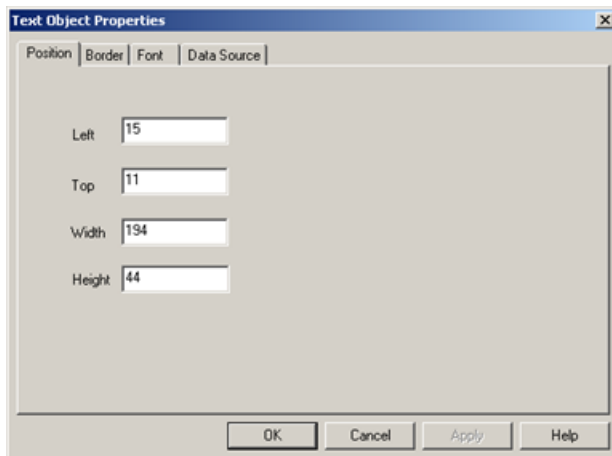 Text Object Properties
Position Border Font Data Source
Left 15
Top 11
Width 194
Height 44
OK Cancel Apply Help